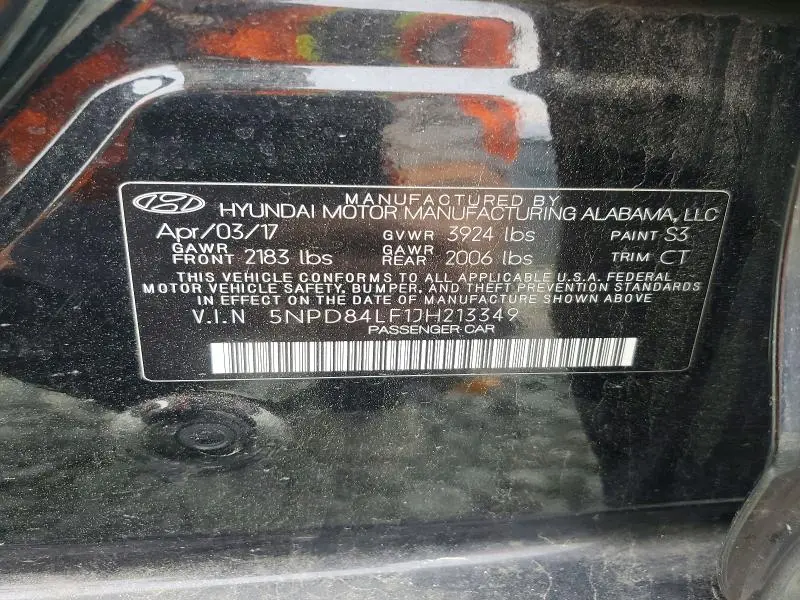 MANUFACTURED BY
HYUNDAI MOTOR MANUFACTURING ALABAMA, LLC
Apr/03/17 GVWR 3924 lbs PAINT S3
GAWR FRONT 2183 lbs GAWR REAR 2006 lbs TRIM CT
THIS VEHICLE CONFORMS TO ALL APPLICABLE U.S.A. FEDERAL
MOTOR VEHICLE SAFETY, BUMPER, AND THEFT PREVENTION STANDARDS
IN EFFECT ON THE DATE OF MANUFACTURE SHOWN ABOVE
V.I.N 5NPD84LF1JH213349
PASSENGER CAR